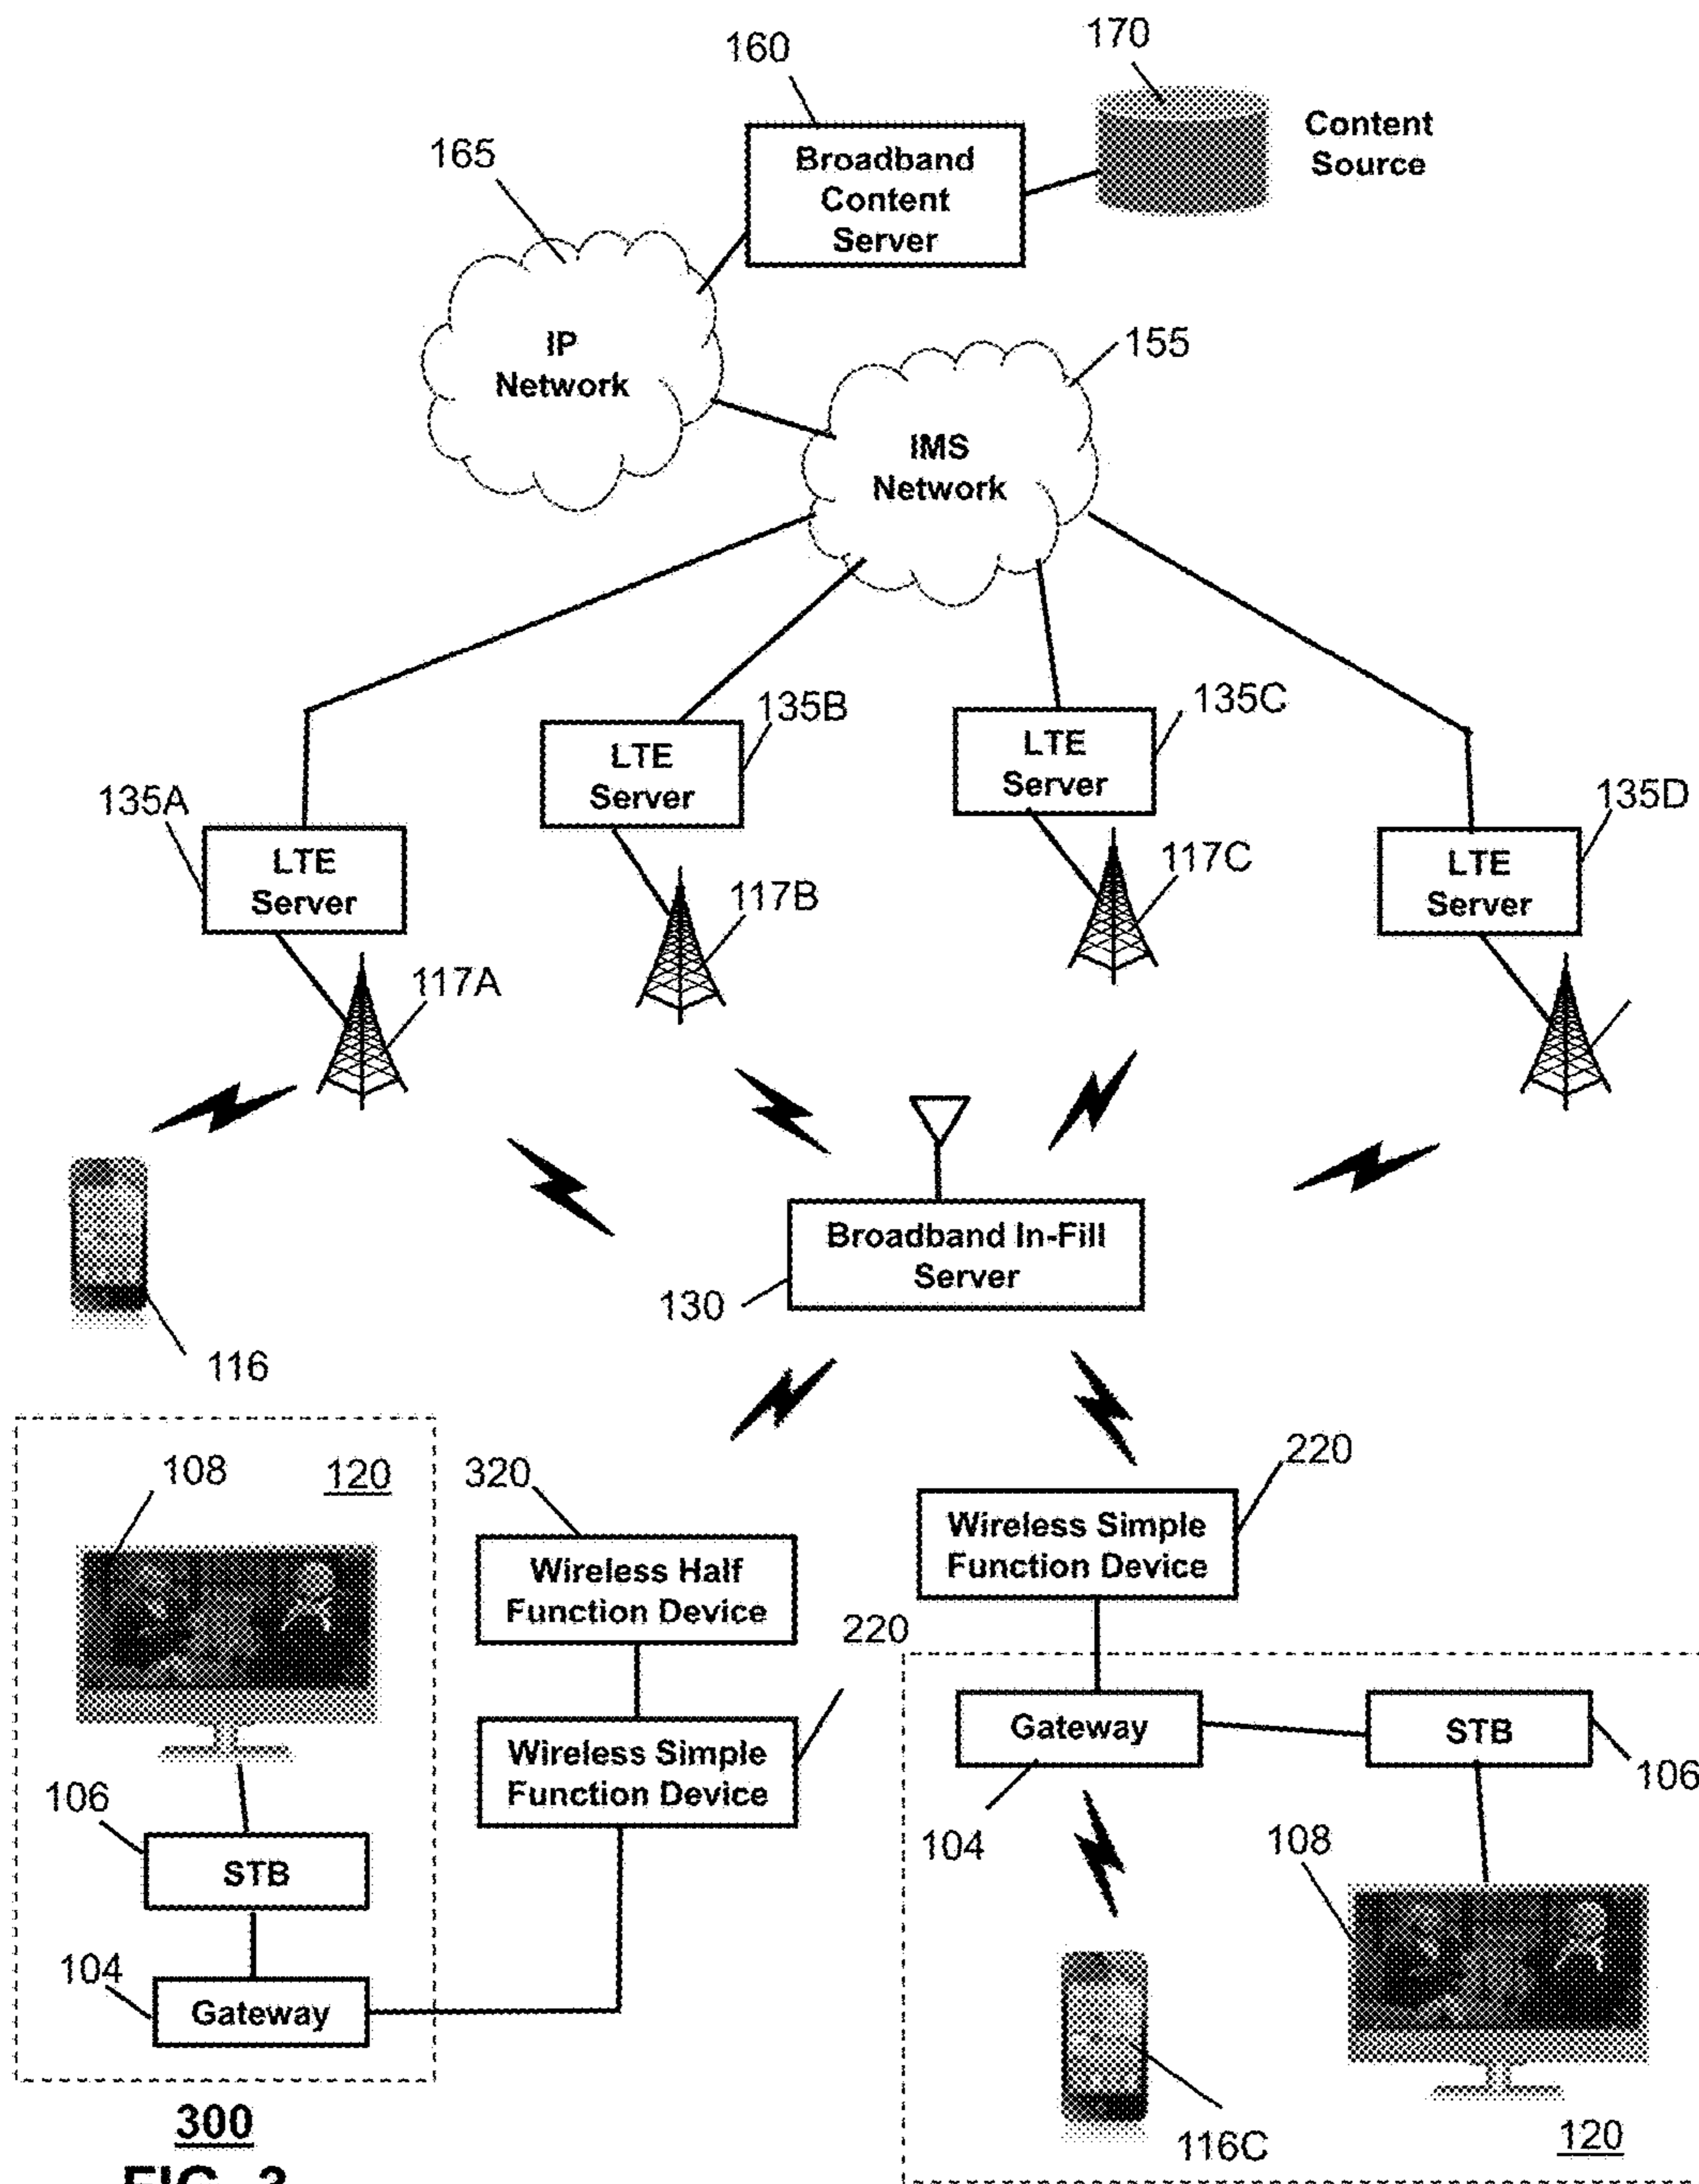 170
160
Content
Source
Broadband
Content
Server
165
IP
Network
155
IMS
Network
135B
135C
LTE
Server
LTE
Server
135A
135D
LTE
Server
LTE
Server
117C
117B
117A
Broadband In-Fill
Server
130
116
108
120
320
220
Wireless Simple
Function Device
Wireless Half
Function Device
220
Gateway
STB
Wireless Simple
Function Device
106
106
104
108
STB
104
Gateway
300
116C
120
FIG. 3